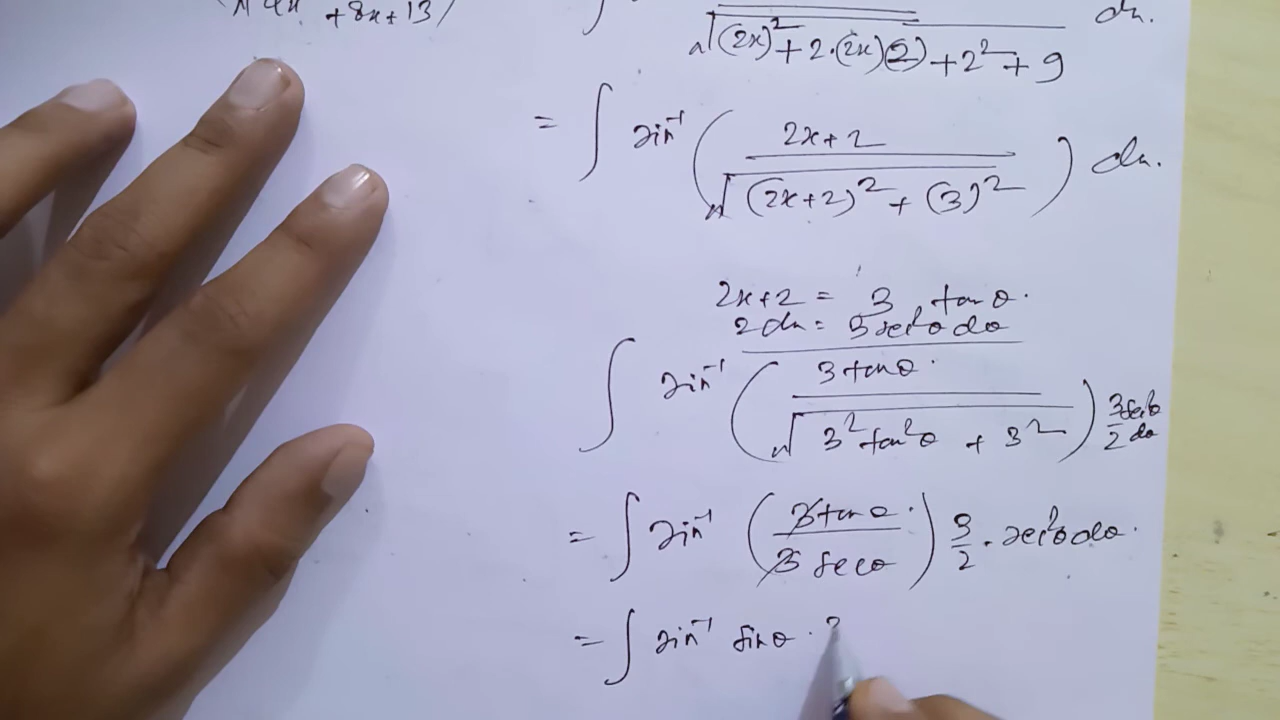 √4x² + 8x + 13)
∫ √(2x)² + 2·(2x)(2) + 2² + 9 dx.
= ∫ sin⁻¹ ( 2x+2 / √(2x+2)² + (3)² ) dx.
2x+2 = 3 tanθ.
2dx = 3sec²θdθ
∫ sin⁻¹ ( 3tanθ. / √3²tan²θ + 3² ) 3sec²θ/2 dθ
= ∫ sin⁻¹ ( 3tanθ. / 3secθ ) 3/2 . sec²θdθ.
= ∫ sin⁻¹ sinθ .